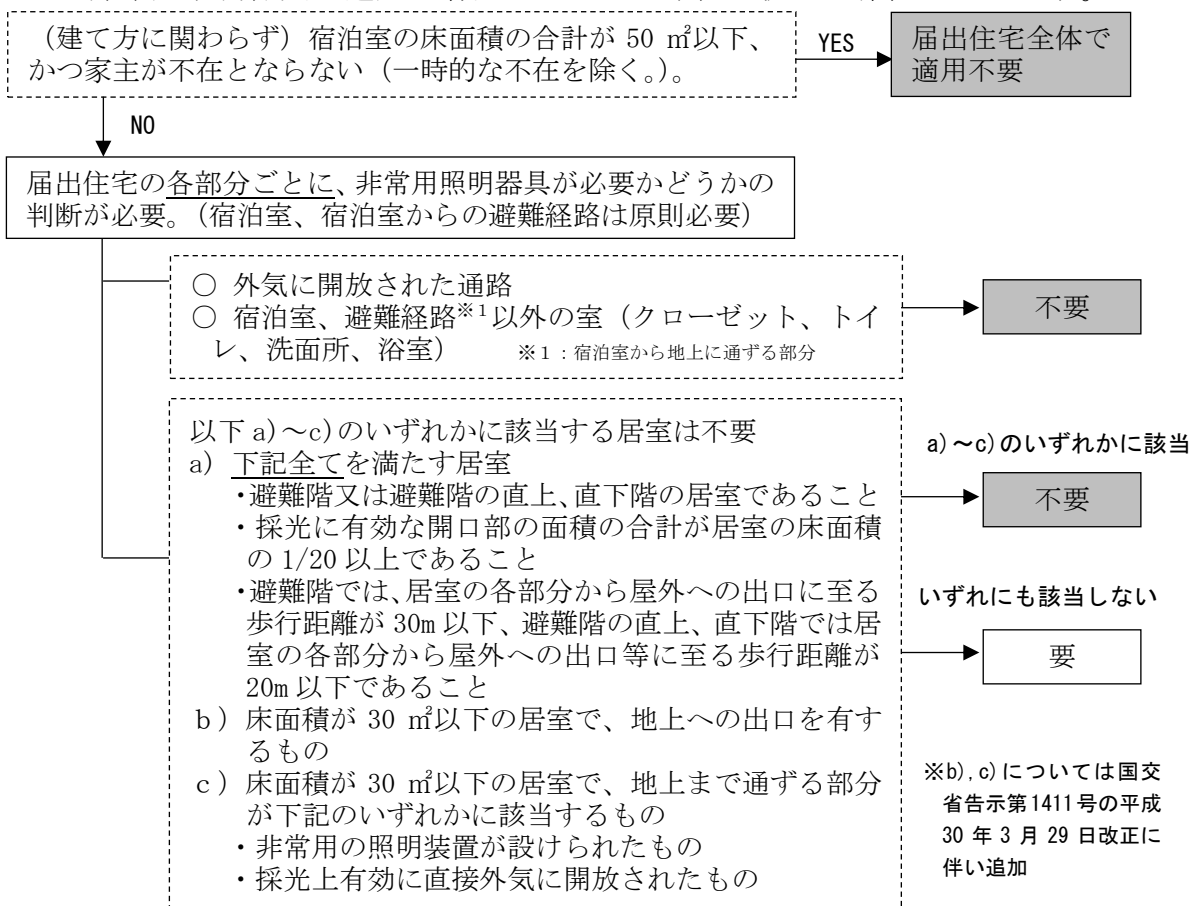 （建て方に関わらず）宿泊室の床面積の合計が 50 ㎡以下、
かつ家主が不在とならない（一時的な不在を除く。）。
YES
届出住宅全体で
適用不要
NO
届出住宅の各部分ごとに、非常用照明器具が必要かどうかの
判断が必要。（宿泊室、宿泊室からの避難経路は原則必要）
○ 外気に開放された通路
○ 宿泊室、避難経路※1以外の室（クローゼット、トイ
レ、洗面所、浴室）　※１：宿泊室から地上に通ずる部分
不要
以下 a)～c)のいずれかに該当する居室は不要
a) 下記全てを満たす居室
・避難階又は避難階の直上、直下階の居室であること
・採光に有効な開口部の面積の合計が居室の床面積
の 1/20 以上であること
・避難階では、居室の各部分から屋外への出口に至る
歩行距離が 30m 以下、避難階の直上、直下階では居
室の各部分から屋外への出口等に至る歩行距離が
20m 以下であること
ｂ）床面積が 30 ㎡以下の居室で、地上への出口を有す
るもの
ｃ）床面積が 30 ㎡以下の居室で、地上まで通ずる部分
が下記のいずれかに該当するもの
・非常用の照明装置が設けられたもの
・採光上有効に直接外気に開放されたもの
a)～c)のいずれかに該当
不要
いずれにも該当しない
要
※b),c)については国交
省告示第1411号の平成
30 年 3 月 29 日改正に
伴い追加